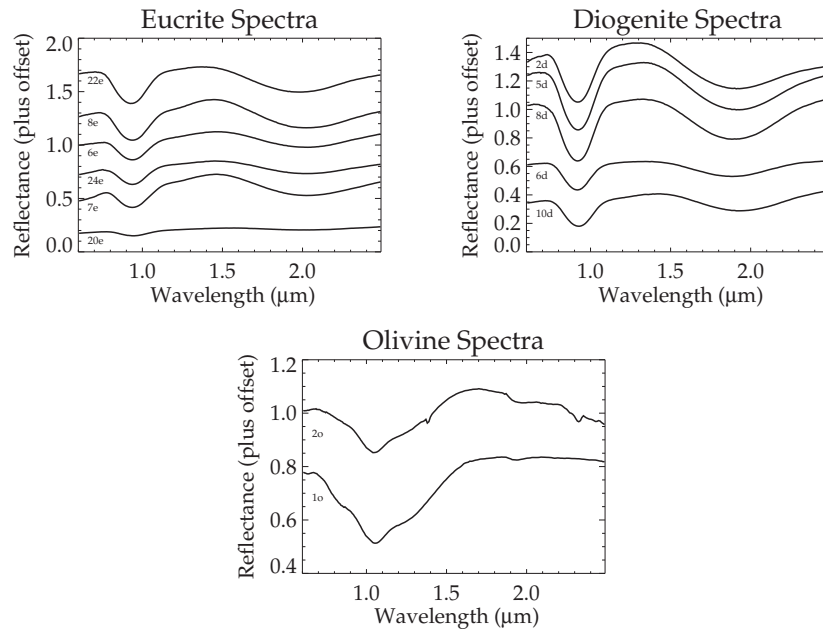 Eucrite Spectra
Reflectance (plus offset)
2.0
1.5
1.0
0.5
0.0
22e
8e
6e
24e
7e
20e
1.0 1.5 2.0
Wavelength (μm)
Diogenite Spectra
Reflectance (plus offset)
1.4
1.2
1.0
0.8
0.6
0.4
0.2
0.0
2d
5d
8d
6d
10d
1.0 1.5 2.0
Wavelength (μm)
Olivine Spectra
Reflectance (plus offset)
1.2
1.0
0.8
0.6
0.4
2o
1o
1.0 1.5 2.0
Wavelength (μm)